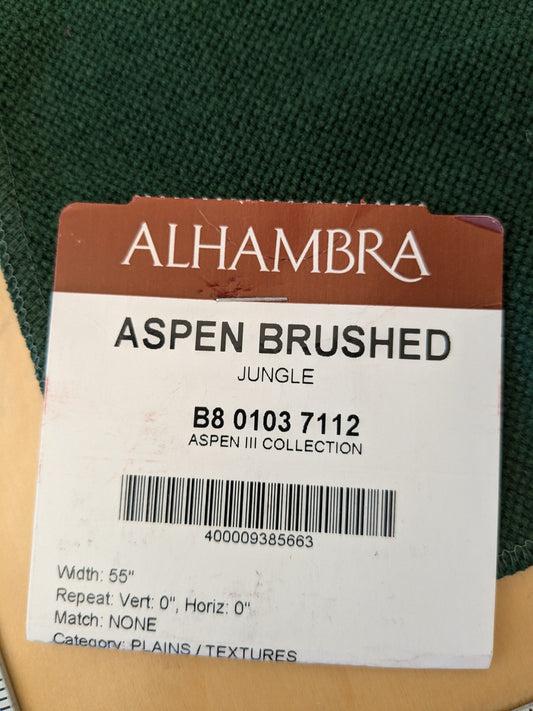 ALHAMBRA
ASPEN BRUSHED
JUNGLE
B8 0103 7112
ASPEN III COLLECTION
400009385663
Width: 55"
Repeat: Vert: 0", Horiz: 0"
Match: NONE
Category: PLAINS / TEXTURES